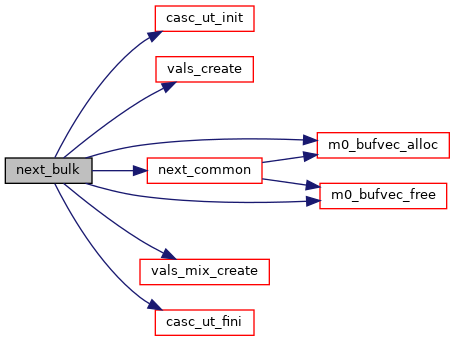 casc_ut_init
vals_create
m0_bufvec_alloc
next_bulk
next_common
m0_bufvec_free
vals_mix_create
casc_ut_fini